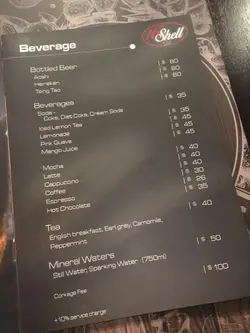 Shell
Beverage
Bottled Beer
Asahi | $ 60
Heineken | $ 60
Tsing Tao | $ 60
Beverages
Soda - | $ 35
Coke, Diet Coke, Cream Soda
Iced Lemon Tea | $ 45
Lemonade | $ 45
Pink Guava | $ 45
Mango Juice | $ 45
Mocha | $ 40
Latte | $ 40
Cappuccino | $ 40
Coffee | $ 30
Espresso | $ 26
Hot Chocolate | $ 35
Tea | $ 40
English breakfast, Earl grey, Camomile,
Peppermint
Mineral Waters | $ 50
Still Water, Sparking Water (750ml)
Corkage Fee | $ 100
+ 10% service charge